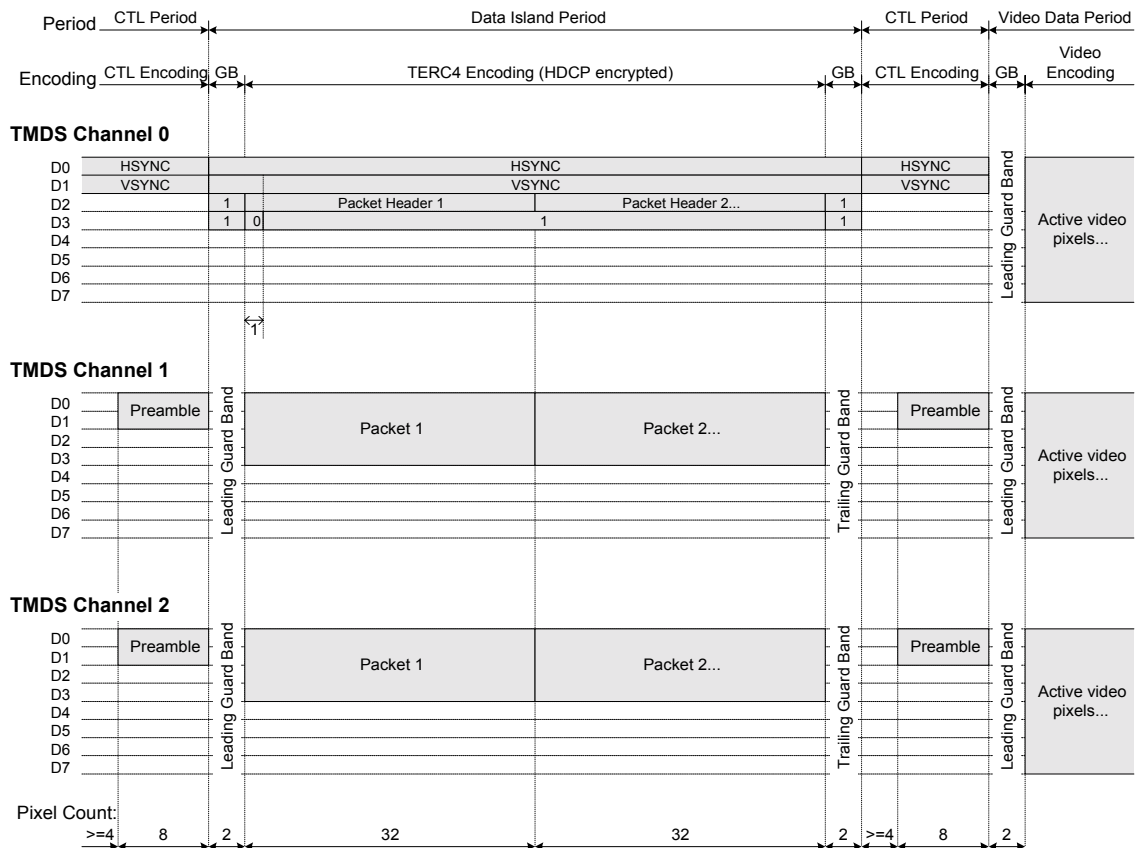 Period CTL Period Data Island Period CTL Period Video Data Period
Encoding CTL Encoding GB TERC4 Encoding (HDCP encrypted) GB CTL Encoding GB Video Encoding
TMDS Channel 0
D0 HSYNC HSYNC HSYNC
D1 VSYNC VSYNC VSYNC
D2 1 Packet Header 1 Packet Header 2... 1
D3 1 0 1 1
D4
D5
D6
D7
Leading Guard Band
Active video
pixels...
1
TMDS Channel 1
D0
D1
D2
D3
D4
D5
D6
D7
Preamble
Leading Guard Band
Packet 1
Packet 2...
Trailing Guard Band
Preamble
Leading Guard Band
Active video
pixels...
TMDS Channel 2
D0
D1
D2
D3
D4
D5
D6
D7
Preamble
Leading Guard Band
Packet 1
Packet 2...
Trailing Guard Band
Preamble
Leading Guard Band
Active video
pixels...
Pixel Count:
>=4 8 2 32 32 2 >=4 8 2